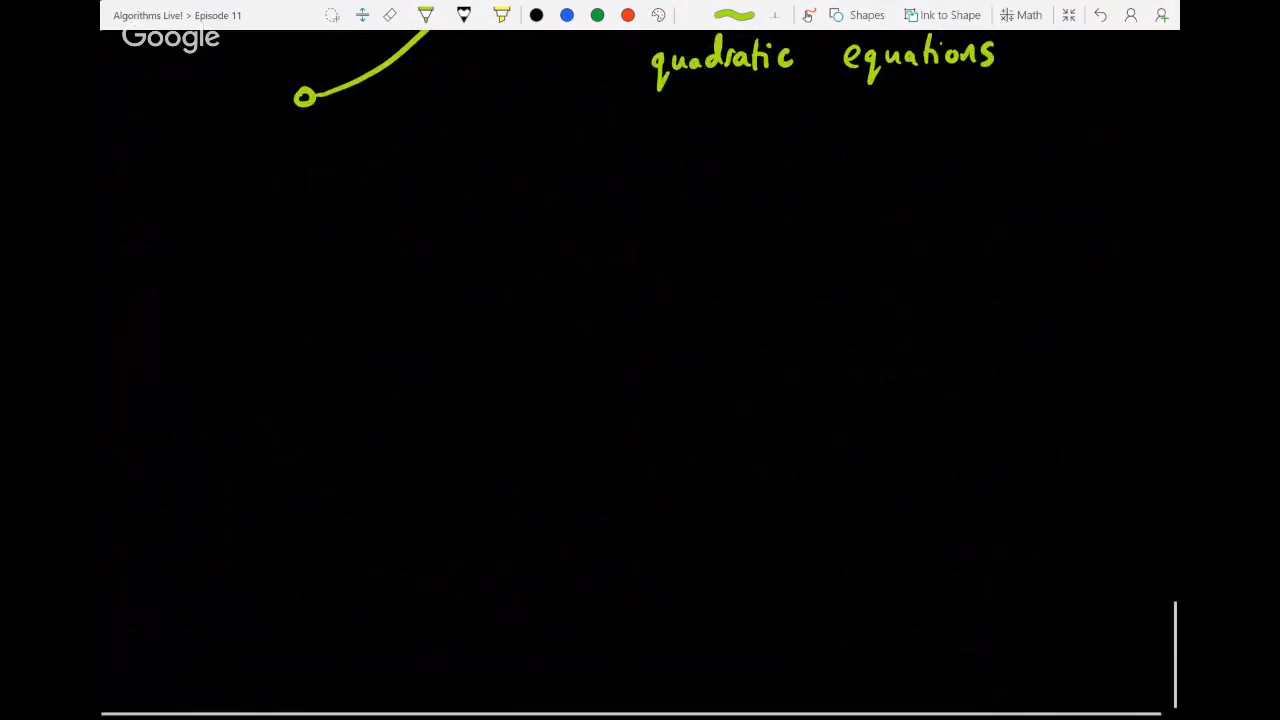 Algorithms Live! > Episode 11
Shapes
Ink to Shape
Math
Google
quadratic equations